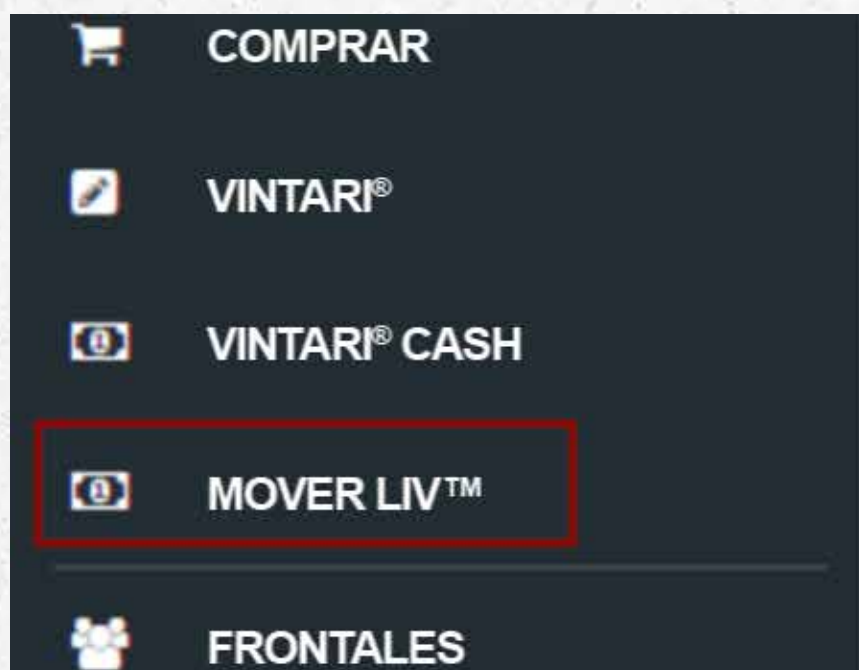 COMPRAR
VINTARI®
VINTARI® CASH
MOVER LIV™
FRONTALES